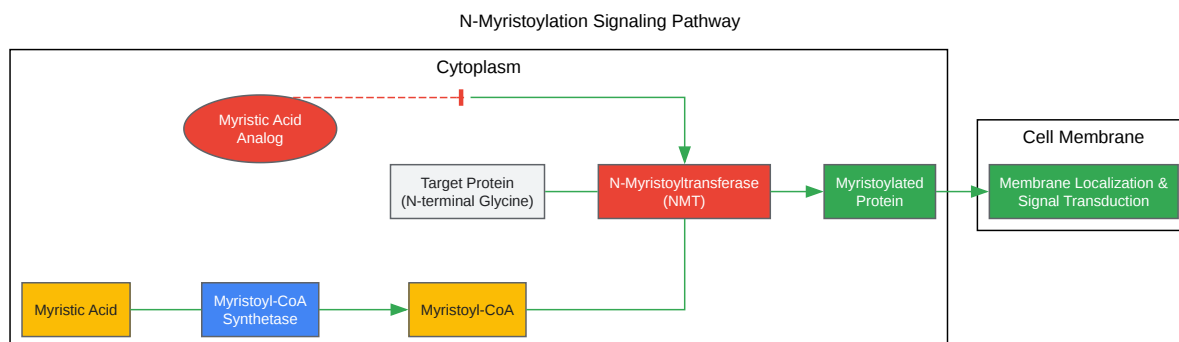 N-Myristoylation Signaling Pathway
Cytoplasm
Myristic Acid
Analog
Cell Membrane
Target Protein
(N-terminal Glycine)
N-Myristoyltransferase
(NMT)
Myristoylated
Protein
Membrane Localization &
Signal Transduction
Myristic Acid
Myristoyl-CoA
Synthetase
Myristoyl-CoA